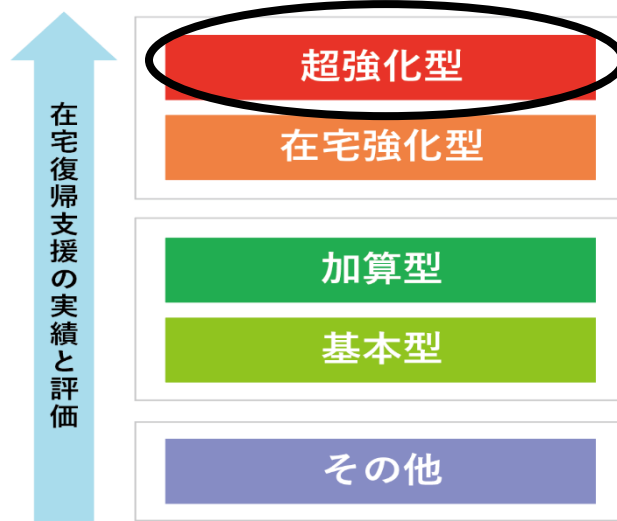 在宅復帰支援の実績と評価
超強化型
在宅強化型
加算型
基本型
その他